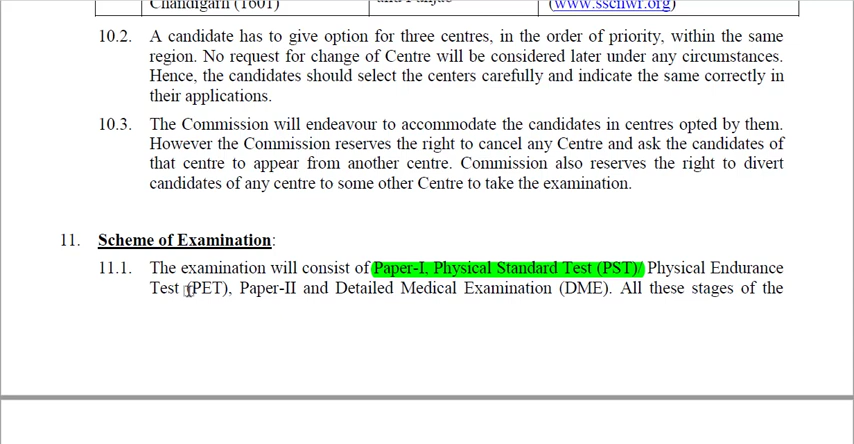 Chandigarh (1601)
(www.sscnwr.org)
10.2. A candidate has to give option for three centres, in the order of priority, within the same
region. No request for change of Centre will be considered later under any circumstances.
Hence, the candidates should select the centers carefully and indicate the same correctly in
their applications.
10.3. The Commission will endeavour to accommodate the candidates in centres opted by them.
However the Commission reserves the right to cancel any Centre and ask the candidates of
that centre to appear from another centre. Commission also reserves the right to divert
candidates of any centre to some other Centre to take the examination.
11. Scheme of Examination:
11.1. The examination will consist of Paper-I, Physical Standard Test (PST)/ Physical Endurance
Test (PET), Paper-II and Detailed Medical Examination (DME). All these stages of the